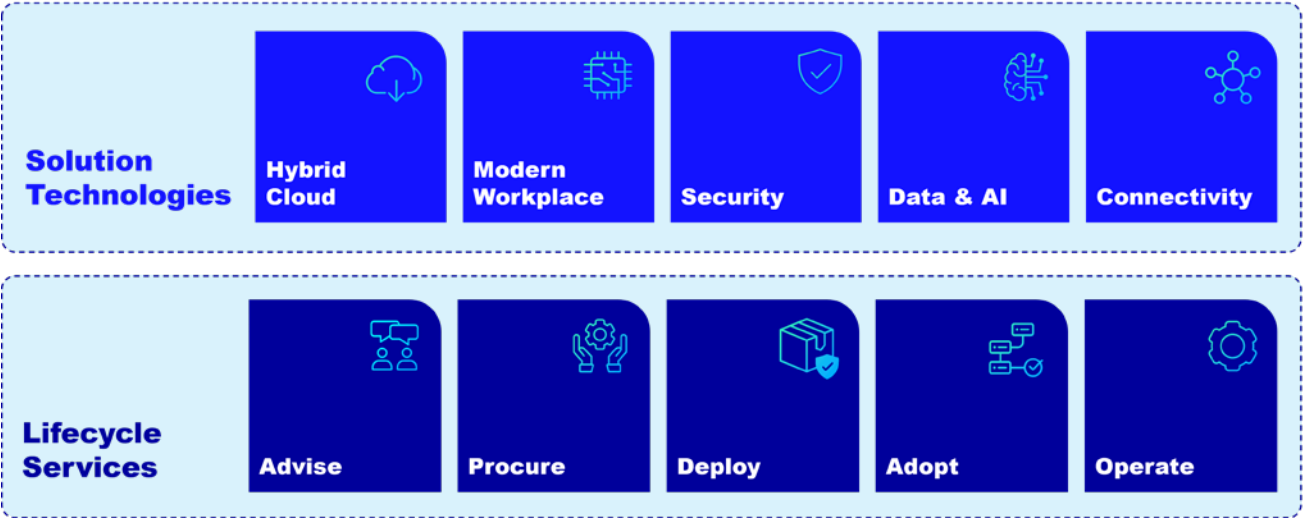 Solution
Technologies
Hybrid
Cloud
Modern
Workplace
Security
Data & AI
Connectivity
Lifecycle
Services
Advise
Procure
Deploy
Adopt
Operate